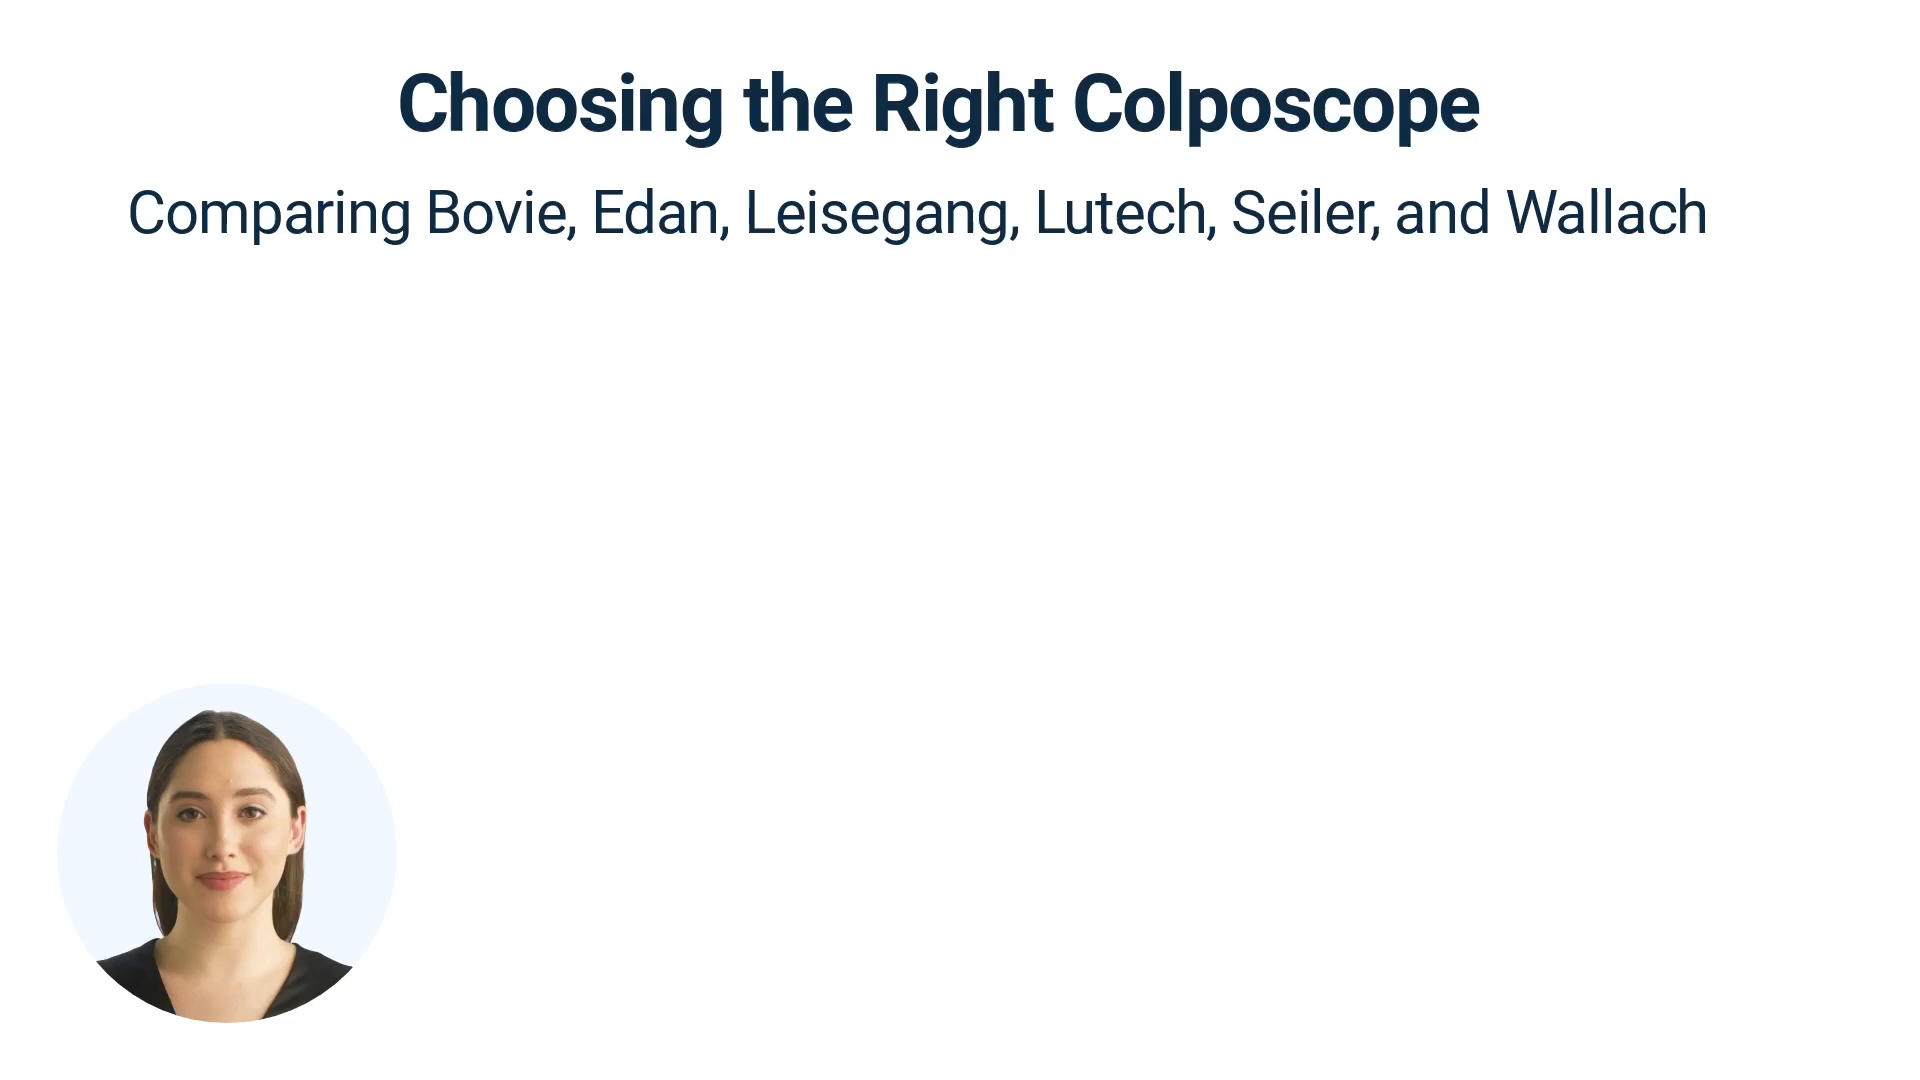 Choosing the Right Colposcope
Comparing Bovie, Edan, Leisegang, Lutech, Seiler, and Wallach